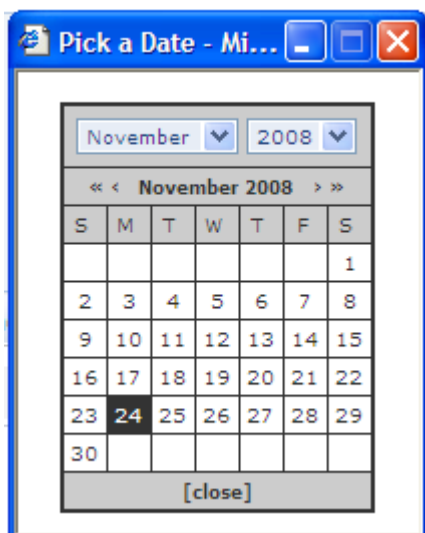 Pick a Date - Mi...
November 2008
« ‹ November 2008 › »
S M T W T F S
1
2 3 4 5 6 7 8
9 10 11 12 13 14 15
16 17 18 19 20 21 22
23 24 25 26 27 28 29
30
[close]